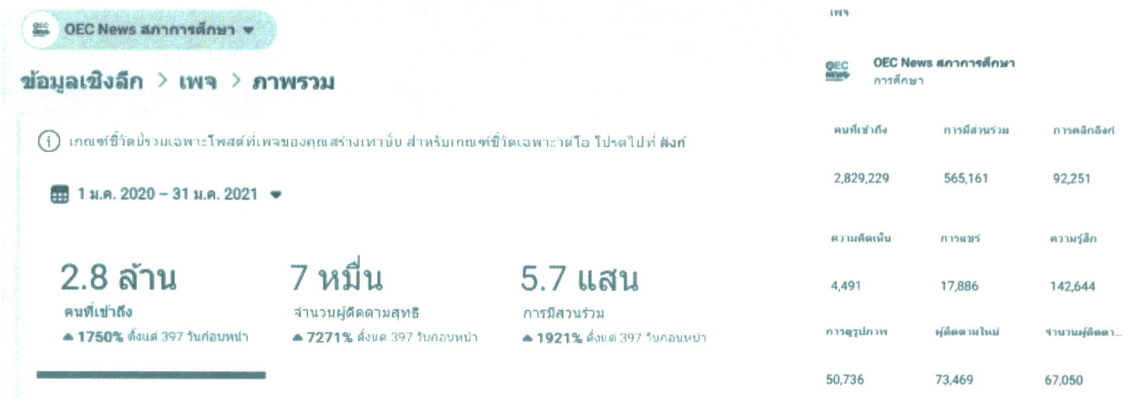 OEC News สภาการศึกษา
ข้อมูลเชิงลึก > เพจ > ภาพรวม
เกณฑ์ชี้วัดนี้รวมเฉพาะโพสต์ที่เพจของคุณสร้างเท่านั้น สำหรับเกณฑ์ชี้วัดเฉพาะวิดีโอ โปรดไปที่ ลิงก์
1 ม.ค. 2020 – 31 ม.ค. 2021
2.8 ล้าน 7 หมื่น 5.7 แสน
คนที่เข้าถึง จำนวนผู้ติดตามสุทธิ การมีส่วนร่วม
1750% ตั้งแต่ 397 วันก่อนหน้า 7271% ตั้งแต่ 397 วันก่อนหน้า 1921% ตั้งแต่ 397 วันก่อนหน้า
เพจ
OEC NEWS
OEC News สภาการศึกษา
การศึกษา
คนที่เข้าถึง การมีส่วนร่วม การคลิกลิงก์
2,829,229 565,161 92,251
ความคิดเห็น การแชร์ ความรู้สึก
4,491 17,886 142,644
การดูรูปภาพ ผู้ติดตามใหม่ จำนวนผู้ติดตา...
50,736 73,469 67,050